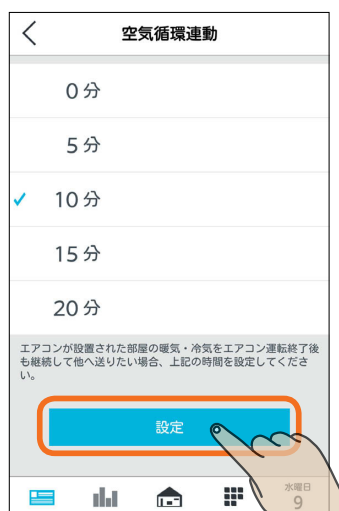 空気循環連動
0分
5分
10分
15分
20分
エアコンが設置された部屋の暖気・冷気をエアコン運転終了後
も継続して他へ送りたい場合、上記の時間を設定してくださ
い。
設定
水曜日
9